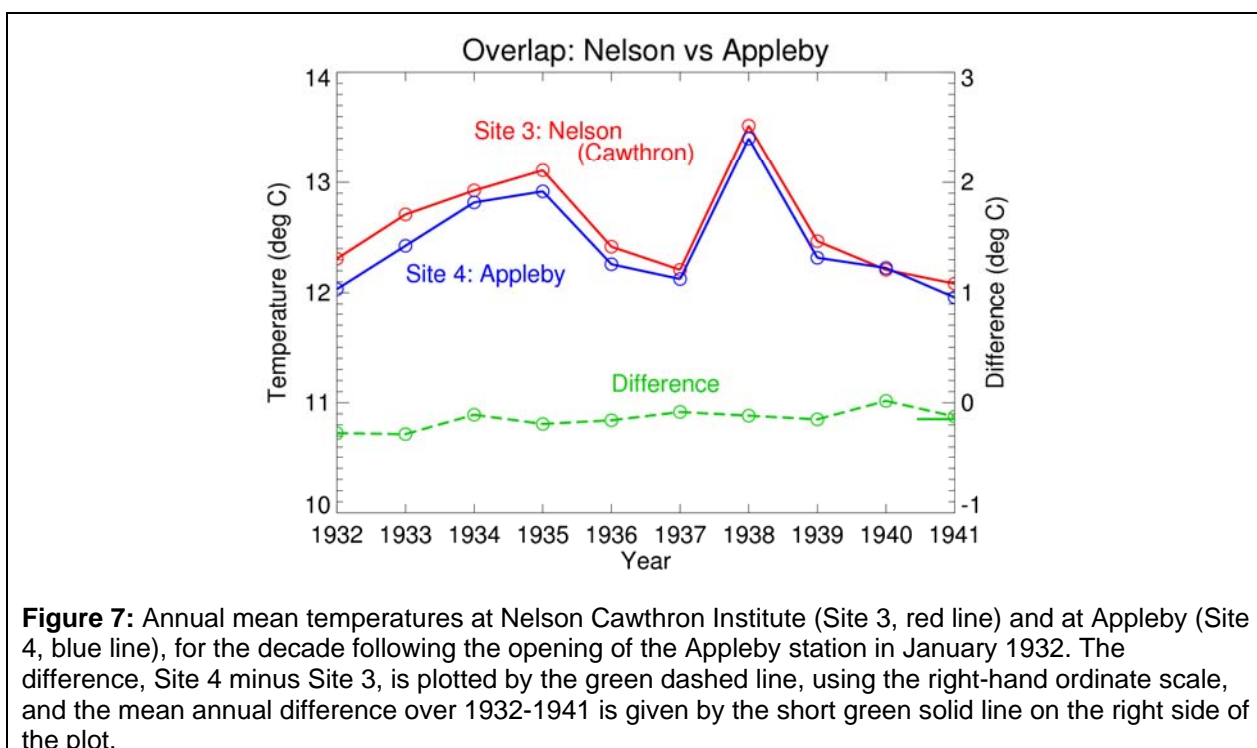 Overlap: Nelson vs Appleby
14
13
12
11
10
Temperature (deg C)
3
2
1
0
-1
Difference (deg C)
Site 3: Nelson
(Cawthron)
Site 4: Appleby
Difference
1932 1933 1934 1935 1936 1937 1938 1939 1940 1941
Year
Figure 7: Annual mean temperatures at Nelson Cawthron Institute (Site 3, red line) and at Appleby (Site
4, blue line), for the decade following the opening of the Appleby station in January 1932. The
difference, Site 4 minus Site 3, is plotted by the green dashed line, using the right-hand ordinate scale,
and the mean annual difference over 1932-1941 is given by the short green solid line on the right side of
the plot.